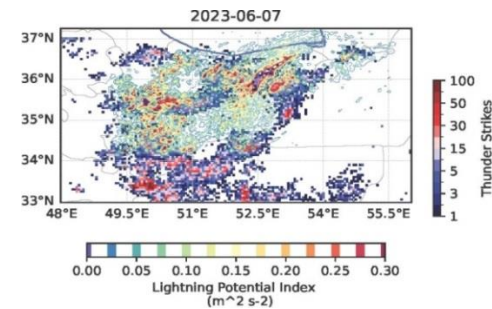 2023-06-07
37°N
36°N
35°N
34°N
33°N
48°E 49.5°E 51°E 52.5°E 54°E 55.5°E
100
50
30
15
5
3
1
Thunder Strikes
0.00 0.05 0.10 0.15 0.20 0.25 0.30
Lightning Potential Index
(m^2 s-2)